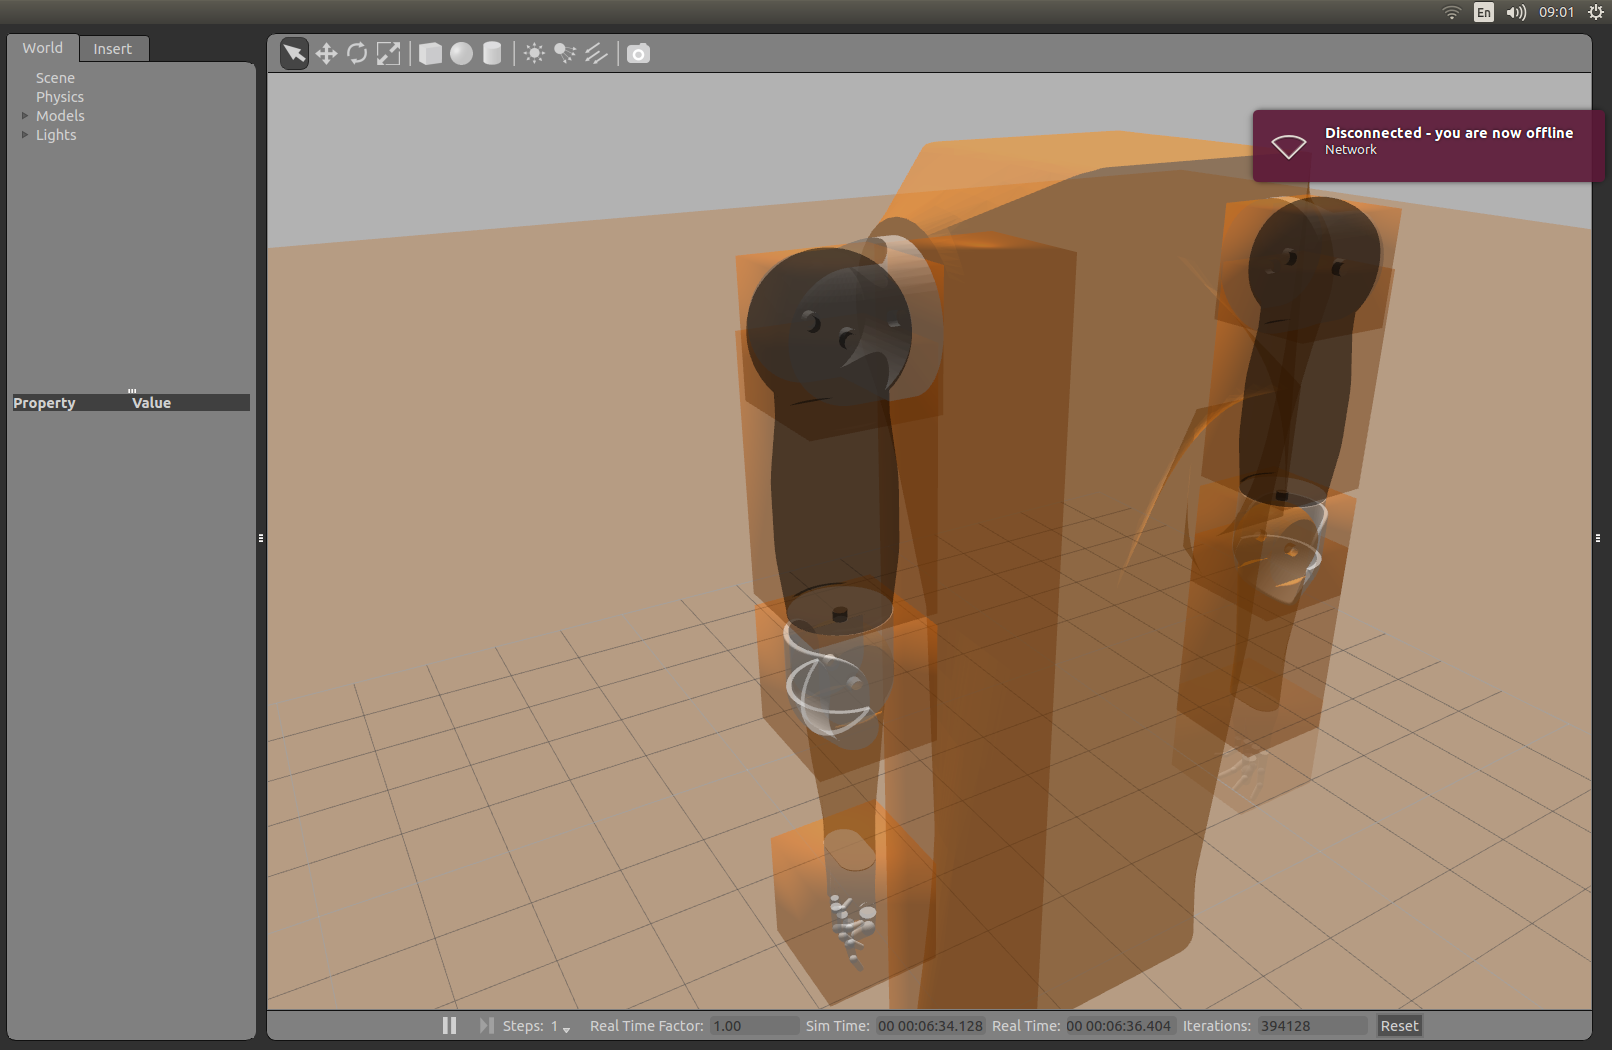 En 09:01
World Insert
Scene
Physics
Models
Lights
Property Value
Disconnected - you are now offline
Network
Steps: 1 Real Time Factor: 1.00 Sim Time: 00 00:06:34.128 Real Time: 00 00:06:36.404 Iterations: 394128 Reset